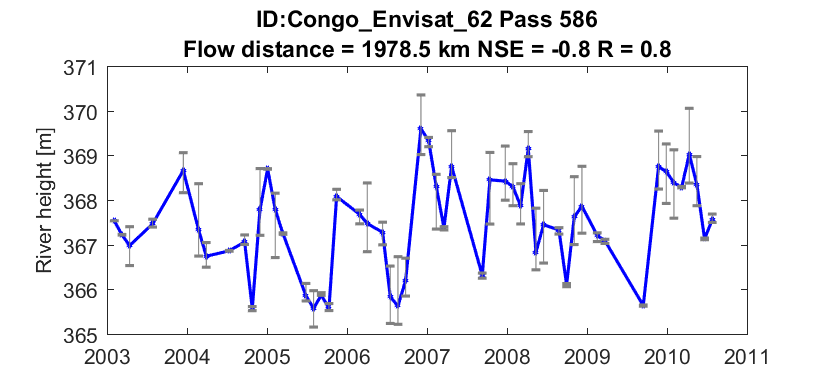 ID:Congo_Envisat_62 Pass 586
Flow distance = 1978.5 km NSE = -0.8 R = 0.8
River height [m]
371
370
369
368
367
366
365
2003 2004 2005 2006 2007 2008 2009 2010 2011